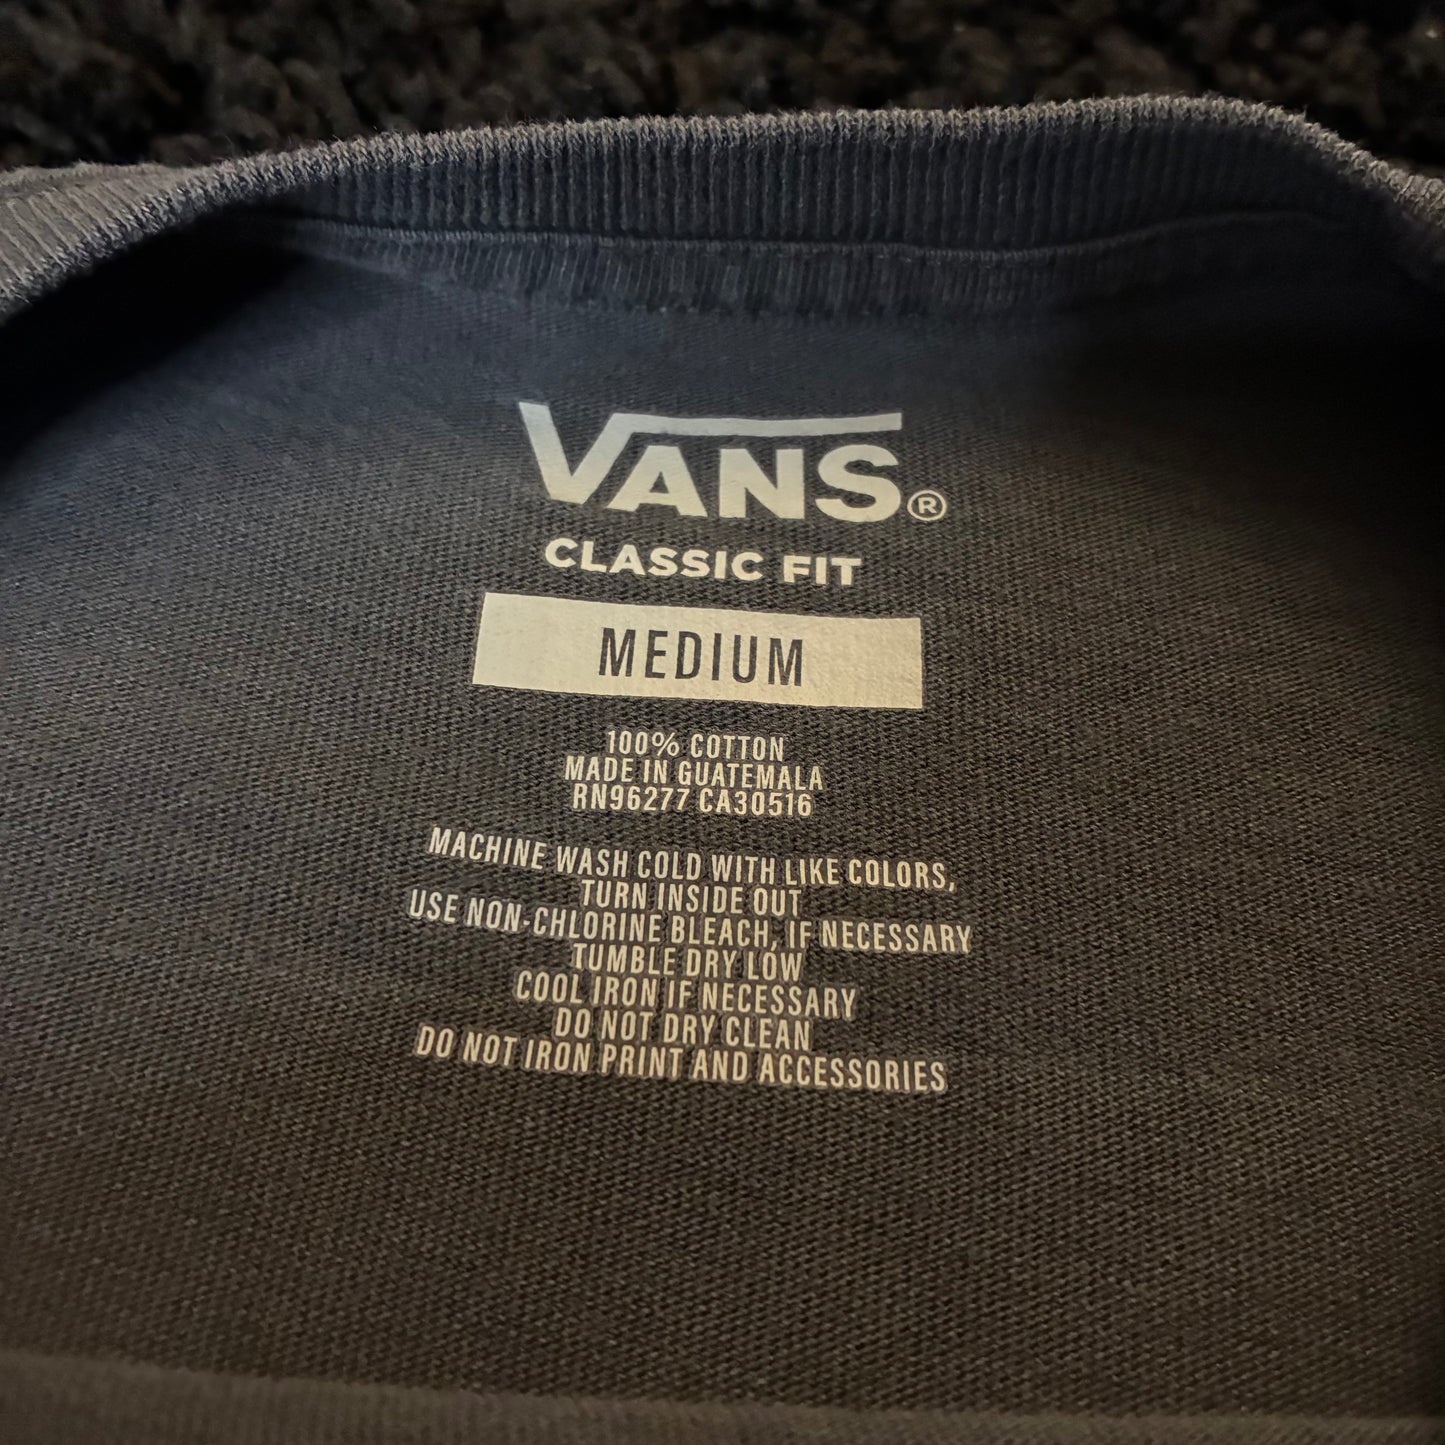 VANS®
CLASSIC FIT
MEDIUM
100% COTTON
MADE IN GUATEMALA
RN96277 CA30516
MACHINE WASH COLD WITH LIKE COLORS,
TURN INSIDE OUT
USE NON-CHLORINE BLEACH, IF NECESSARY
TUMBLE DRY LOW
COOL IRON IF NECESSARY
DO NOT DRY CLEAN
DO NOT IRON PRINT AND ACCESSORIES